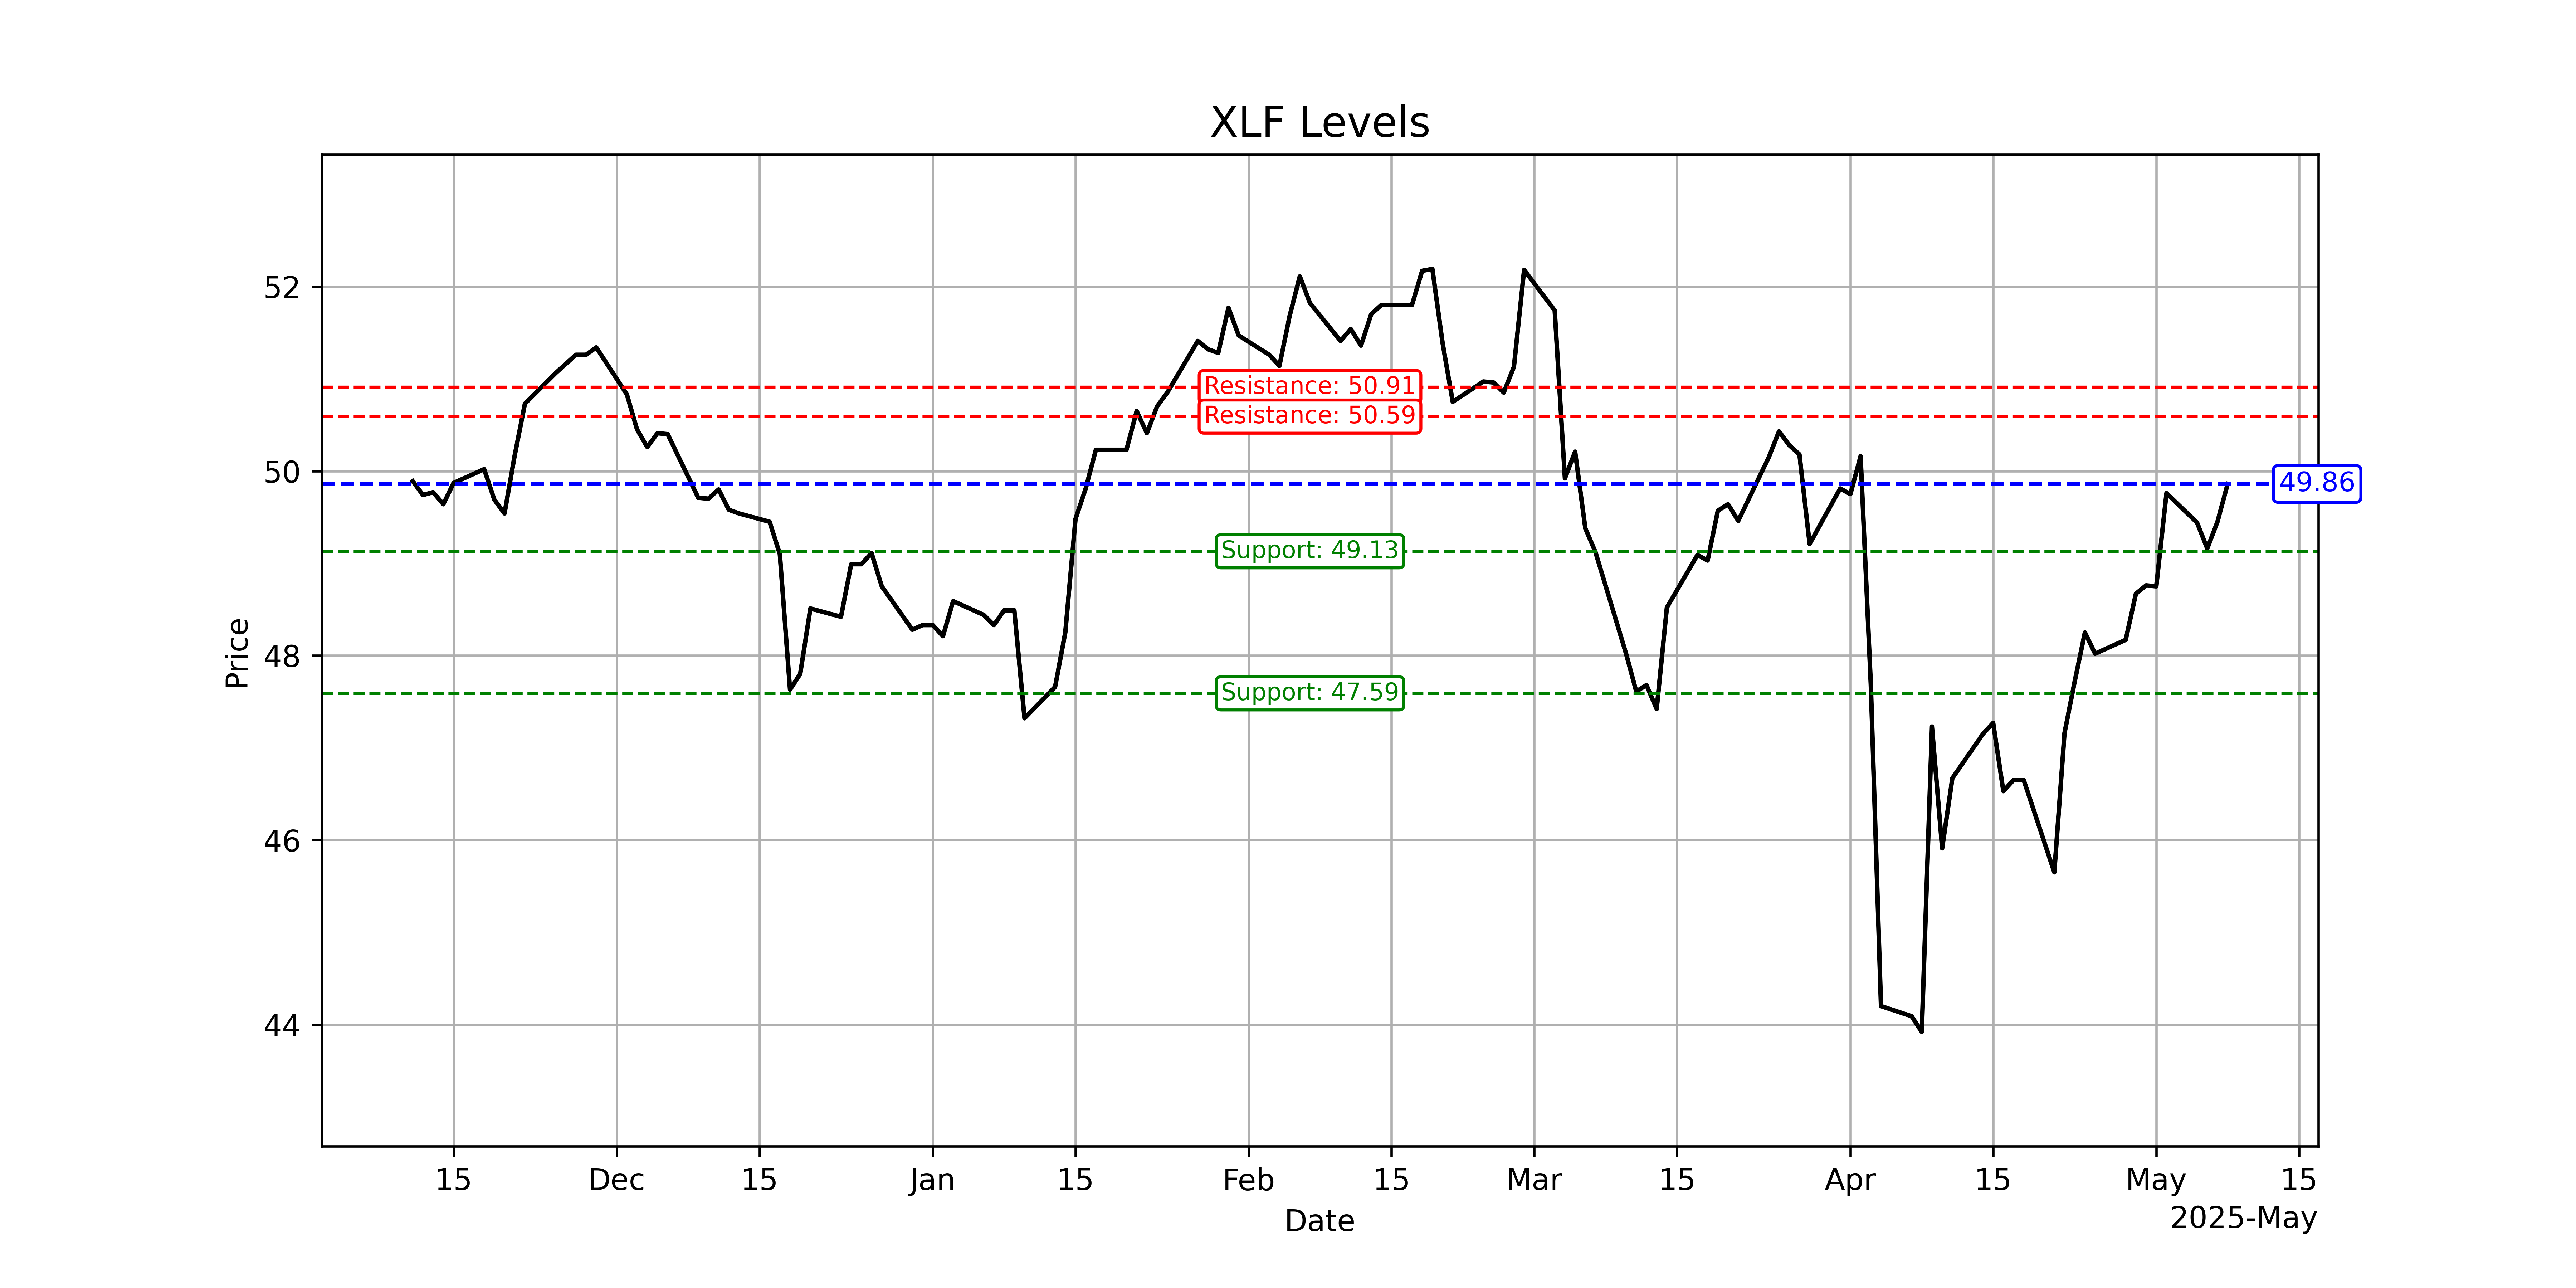 XLF Levels
52
50
48
46
44
Price
Resistance: 50.91
Resistance: 50.59
49.86
Support: 49.13
Support: 47.59
15 Dec 15 Jan 15 Feb 15 Mar 15 Apr 15 May 15
Date
2025-May